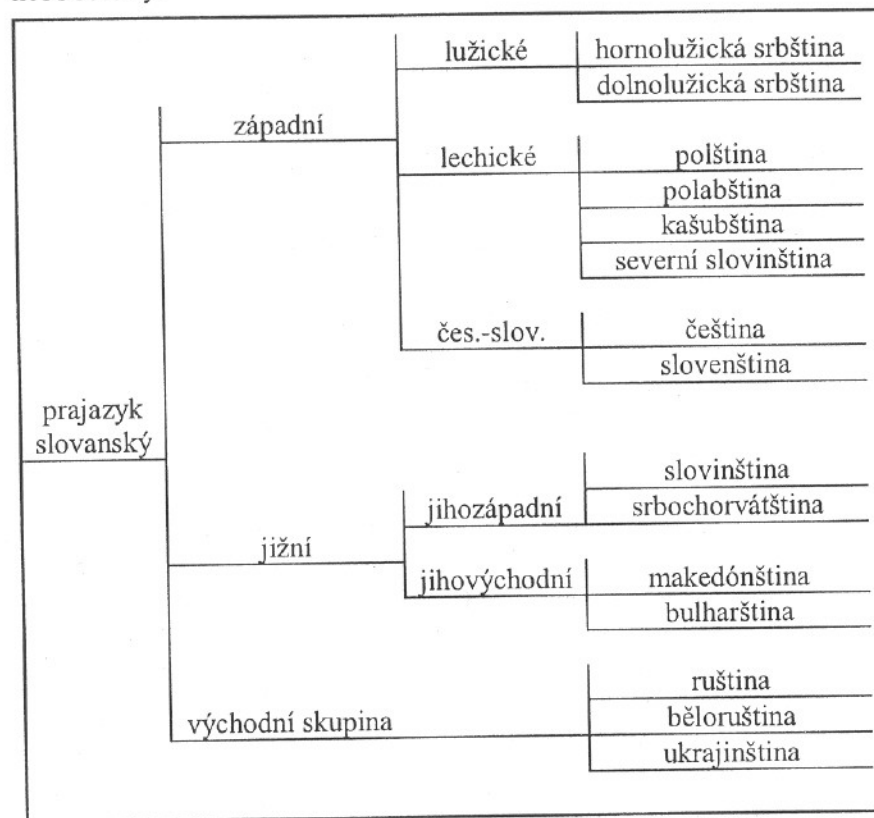 lužické
hornolužická srbština
dolnolužická srbština
západní
lechické
polština
polabština
kašubština
severní slovinština
čes.-slov.
čeština
slovenština
prajazyk
slovanský
jižní
jihozápadní
slovinština
srbochorvátština
jihovýchodní
makedónština
bulharština
východní skupina
ruština
běloruština
ukrajinština